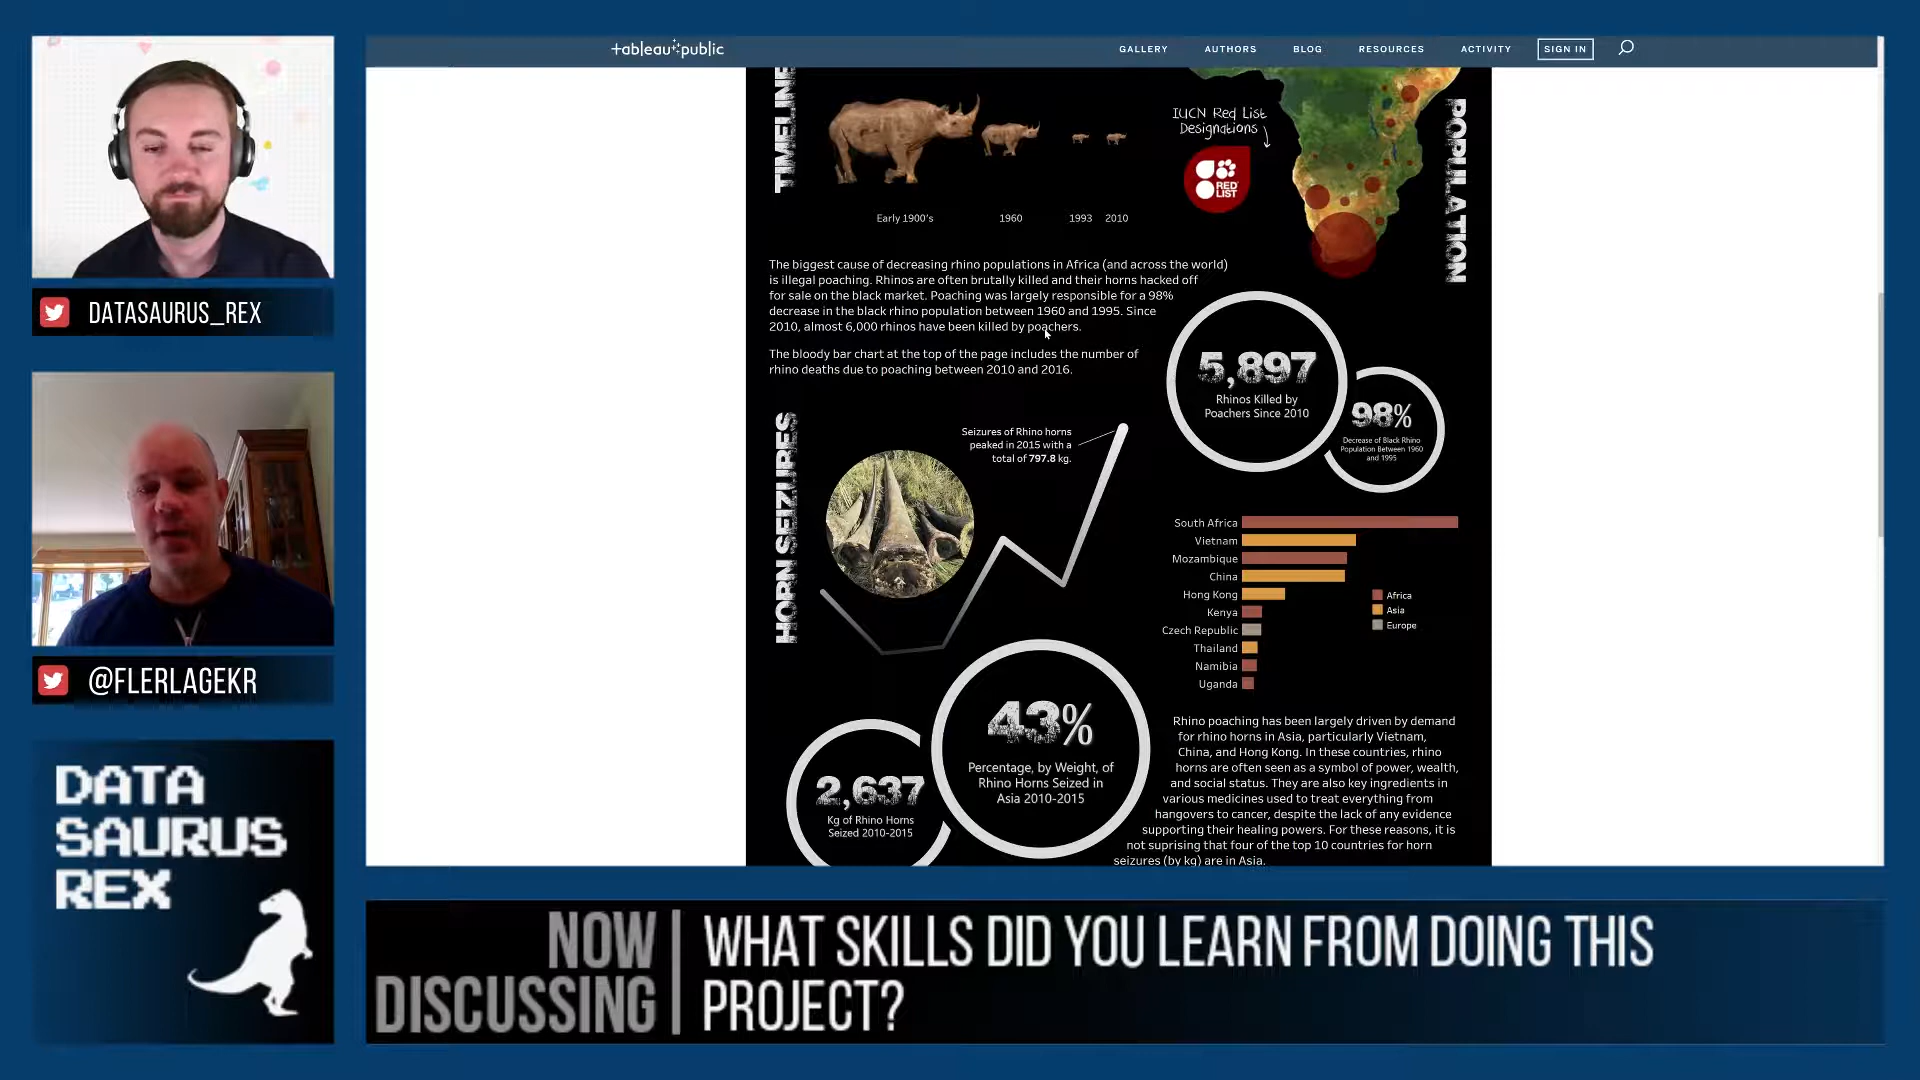 +ableau public
GALLERY
AUTHORS
BLOG
RESOURCES
ACTIVITY
SIGN IN
DATASAURUS_REX
@FLERLAGEKR
DATA
SAURUS
REX
TIMELINE
Early 1900's
1960
1993
2010
IUCN Red List
Designations
RED
LIST
POPULATION
The biggest cause of decreasing rhino populations in Africa (and across the world)
is illegal poaching. Rhinos are often brutally killed and their horns hacked off
for sale on the black market. Poaching was largely responsible for a 98%
decrease in the black rhino population between 1960 and 1995. Since
2010, almost 6,000 rhinos have been killed by poachers.
The bloody bar chart at the top of the page includes the number of
rhino deaths due to poaching between 2010 and 2016.
5,897
Rhinos Killed by
Poachers Since 2010
98%
Decrease of Black Rhino
Population Between 1960
and 1995
HORN SEIZURES
Seizures of Rhino horns
peaked in 2015 with a
total of 797.8 kg.
South Africa
Vietnam
Mozambique
China
Hong Kong
Kenya
Czech Republic
Thailand
Namibia
Uganda
Africa
Asia
Europe
2,637
Kg of Rhino Horns
Seized 2010-2015
43%
Percentage, by Weight, of
Rhino Horns Seized in
Asia 2010-2015
Rhino poaching has been largely driven by demand
for rhino horns in Asia, particularly Vietnam,
China, and Hong Kong. In these countries, rhino
horns are often seen as a symbol of power, wealth,
and social status. They are also key ingredients in
various medicines used to treat everything from
hangovers to cancer, despite the lack of any evidence
supporting their healing powers. For these reasons, it is
not suprising that four of the top 10 countries for horn
seizures (by kg) are in Asia.
NOW
DISCUSSING
WHAT SKILLS DID YOU LEARN FROM DOING THIS
PROJECT?